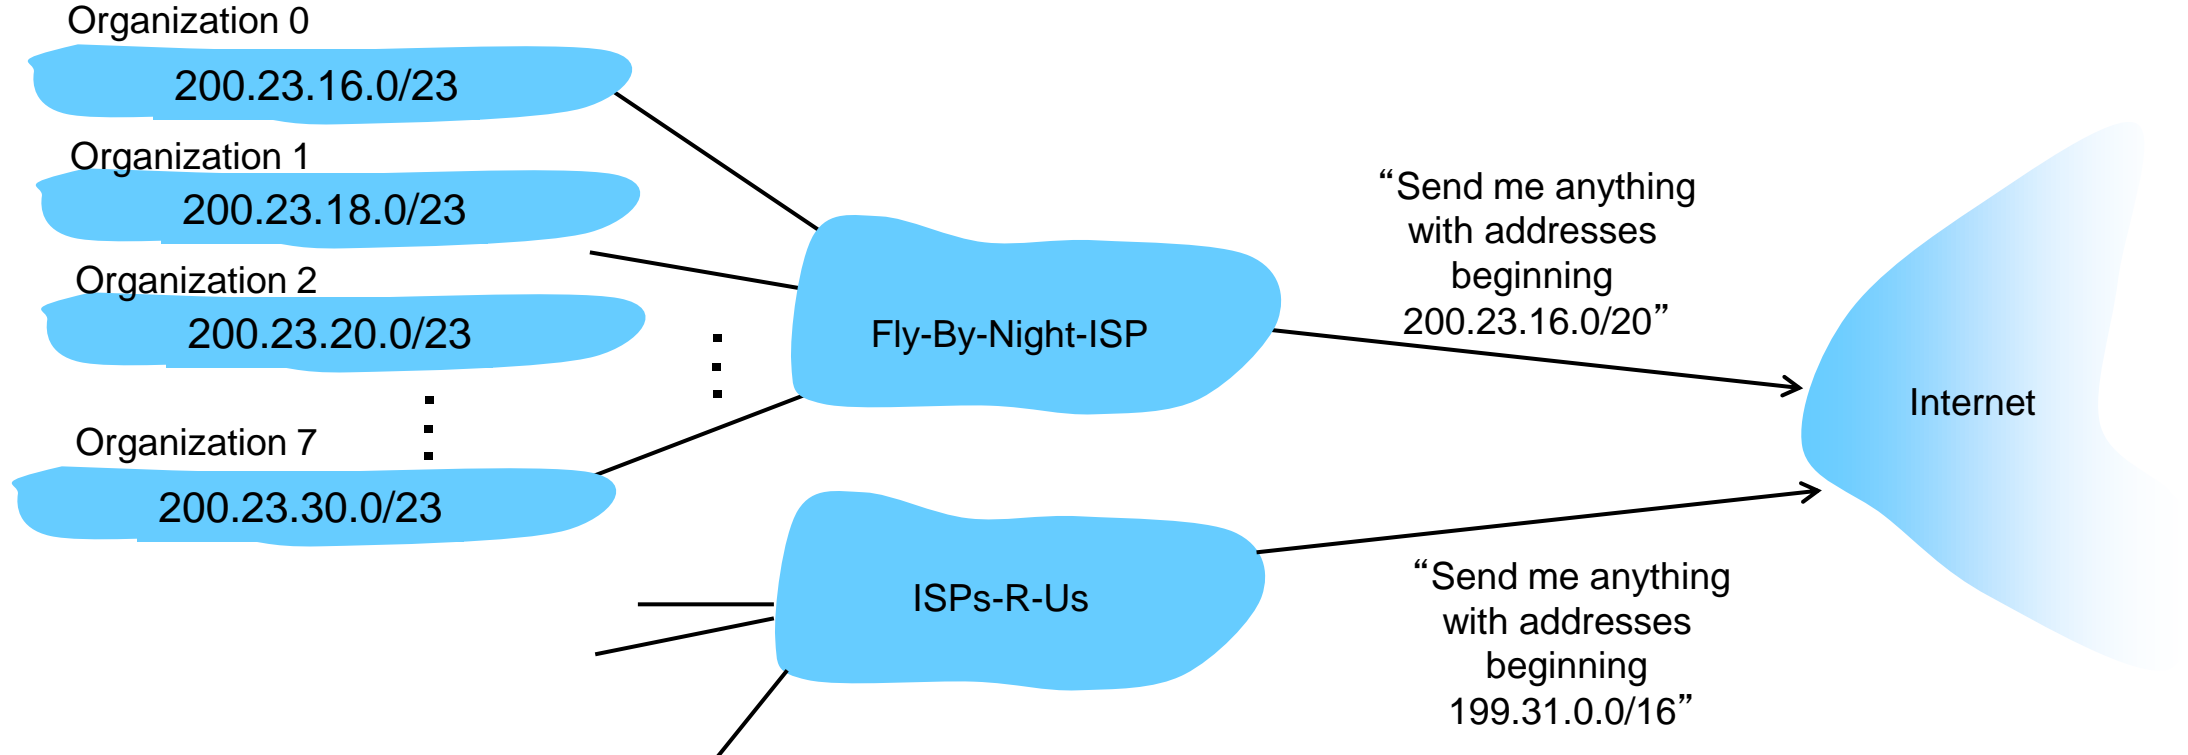 Organization 0
200.23.16.0/23
Organization 1
200.23.18.0/23
Organization 2
200.23.20.0/23
Organization 7
200.23.30.0/23
Fly-By-Night-ISP
ISPs-R-Us
“Send me anything
with addresses
beginning
200.23.16.0/20”
“Send me anything
with addresses
beginning
199.31.0.0/16”
Internet